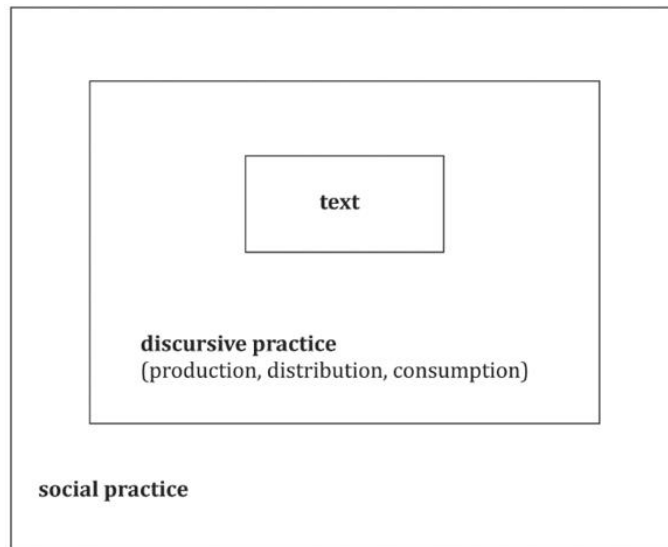 text
discursive practice
(production, distribution, consumption)
social practice